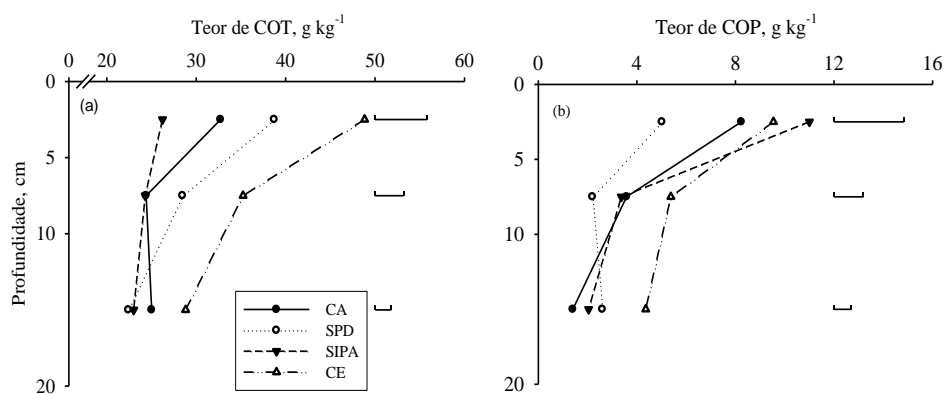 Teor de COT, g kg⁻¹
0 20 30 40 50 60
0
5
10
20
Profundidade, cm
(a)
CA
SPD
SIPA
CE
Teor de COP, g kg⁻¹
0 4 8 12 16
0
5
10
20
(b)